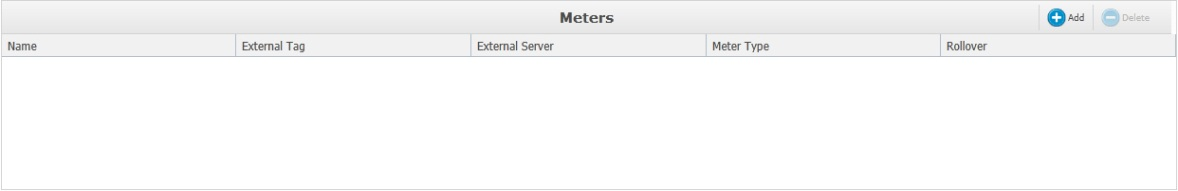 Meters
Add
Delete
Name
External Tag
External Server
Meter Type
Rollover